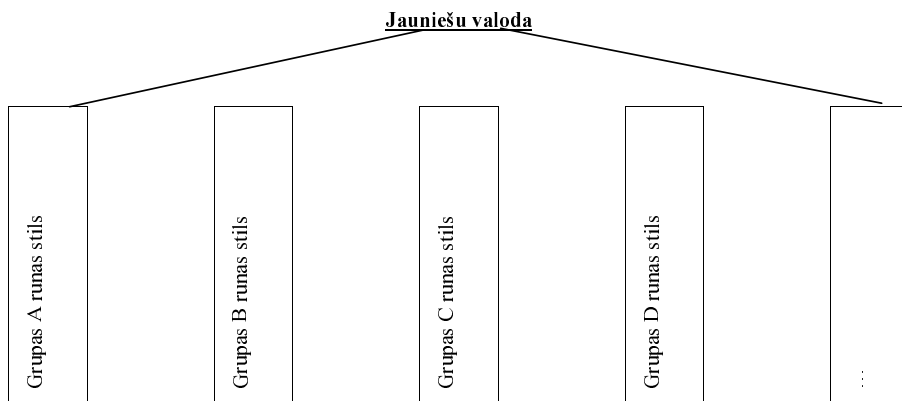 Jauniešu valoda
Grupas A runas stils
Grupas B runas stils
Grupas C runas stils
Grupas D runas stils
...